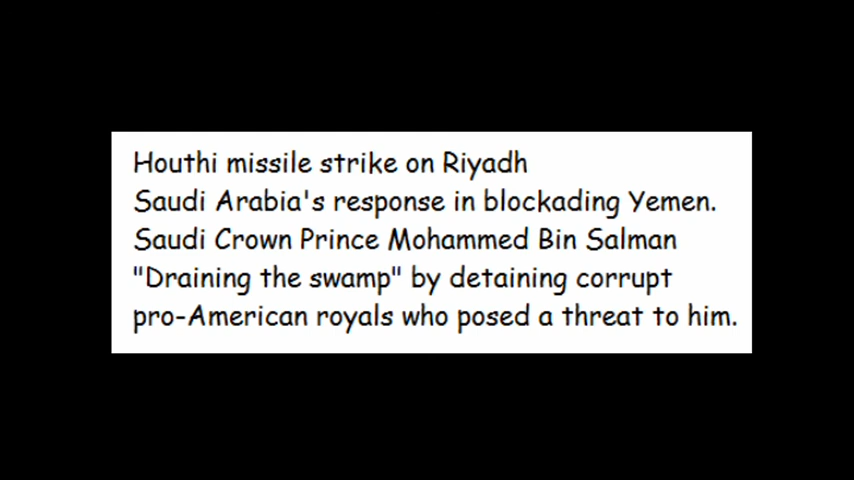 Houthi missile strike on Riyadh
Saudi Arabia's response in blockading Yemen.
Saudi Crown Prince Mohammed Bin Salman
"Draining the swamp" by detaining corrupt
pro-American royals who posed a threat to him.